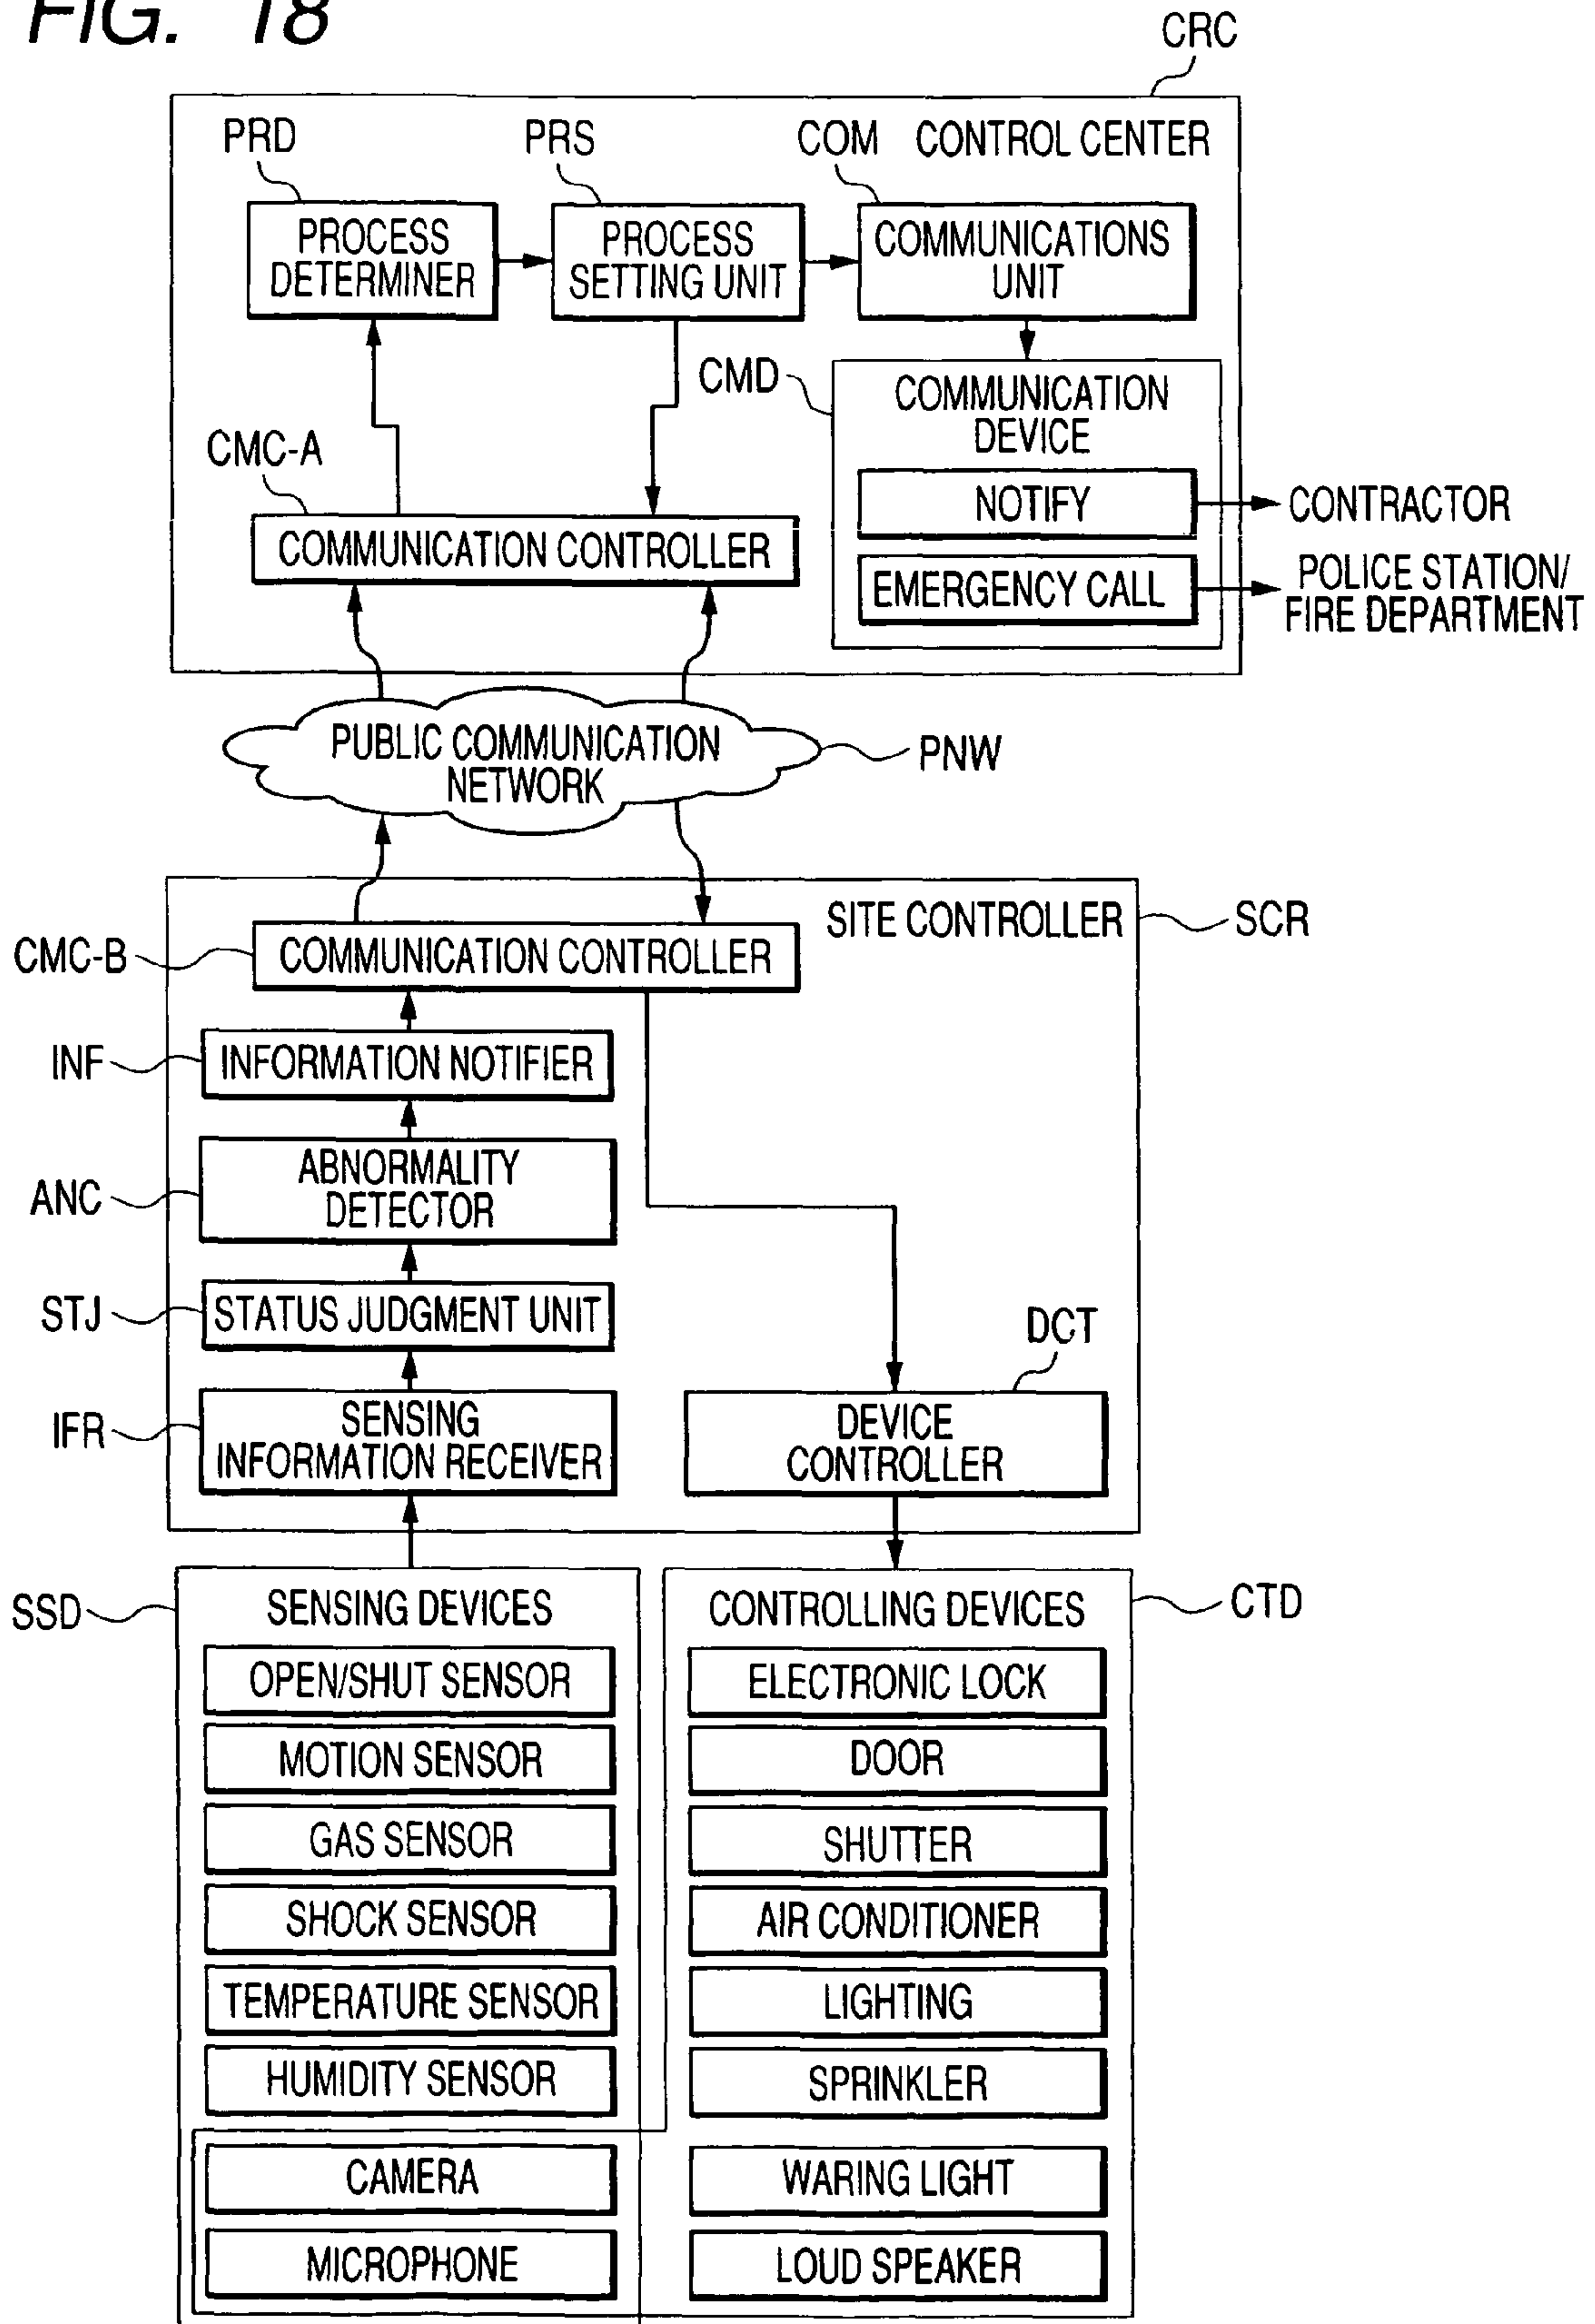 FIG. 18
CRC
PRD
PRS
COM
CONTROL CENTER
PROCESS
DETERMINER
PROCESS
SETTING UNIT
COMMUNICATIONS
UNIT
CMD
COMMUNICATION
DEVICE
CMC-A
NOTIFY
CONTRACTOR
COMMUNICATION CONTROLLER
EMERGENCY CALL
POLICE STATION/
FIRE DEPARTMENT
PUBLIC COMMUNICATION
NETWORK
PNW
SITE CONTROLLER
SCR
CMC-B
COMMUNICATION CONTROLLER
INF
INFORMATION NOTIFIER
ANC
ABNORMALITY
DETECTOR
STJ
STATUS JUDGMENT UNIT
DCT
IFR
SENSING
INFORMATION RECEIVER
DEVICE
CONTROLLER
SSD
SENSING DEVICES
OPEN/SHUT SENSOR
MOTION SENSOR
GAS SENSOR
SHOCK SENSOR
TEMPERATURE SENSOR
HUMIDITY SENSOR
CAMERA
MICROPHONE
CONTROLLING DEVICES
CTD
ELECTRONIC LOCK
DOOR
SHUTTER
AIR CONDITIONER
LIGHTING
SPRINKLER
WARING LIGHT
LOUD SPEAKER